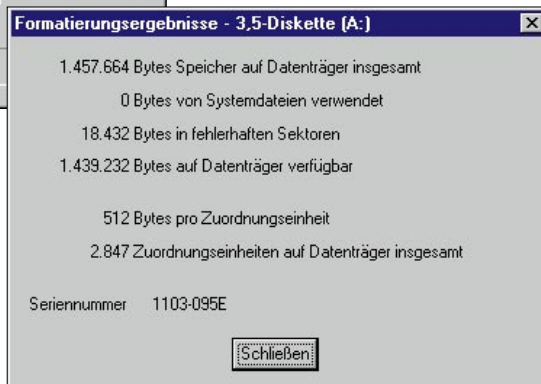 Formatierungsergebnisse - 3,5-Diskette (A:)
1.457.664 Bytes Speicher auf Datenträger insgesamt
0 Bytes von Systemdateien verwendet
18.432 Bytes in fehlerhaften Sektoren
1.439.232 Bytes auf Datenträger verfügbar
512 Bytes pro Zuordnungseinheit
2.847 Zuordnungseinheiten auf Datenträger insgesamt
Seriennummer 1103-095E
Schließen